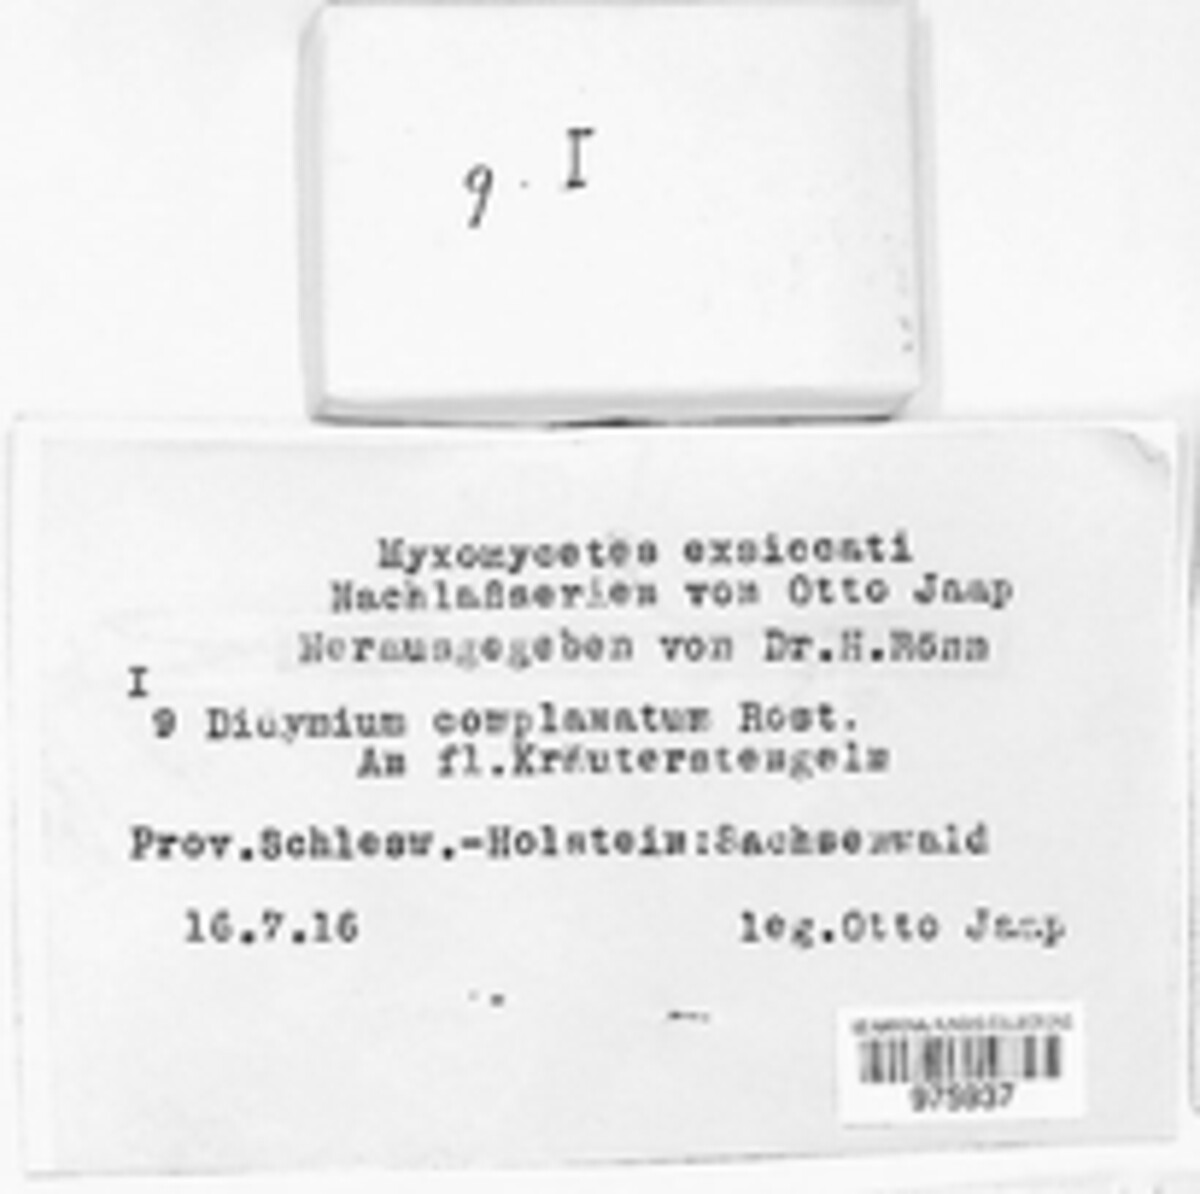 9. I
Myxomycetes exsiccati
Nachlaßserien von Otto Jaap
Herausgegeben von Dr.H.Rönn
I
9 Didymium complanatum Rost.
An fl.Kräuterstengeln
Prov.Schlesw.-Holstein:Sachsenwald
16.7.16 leg.Otto Jaap